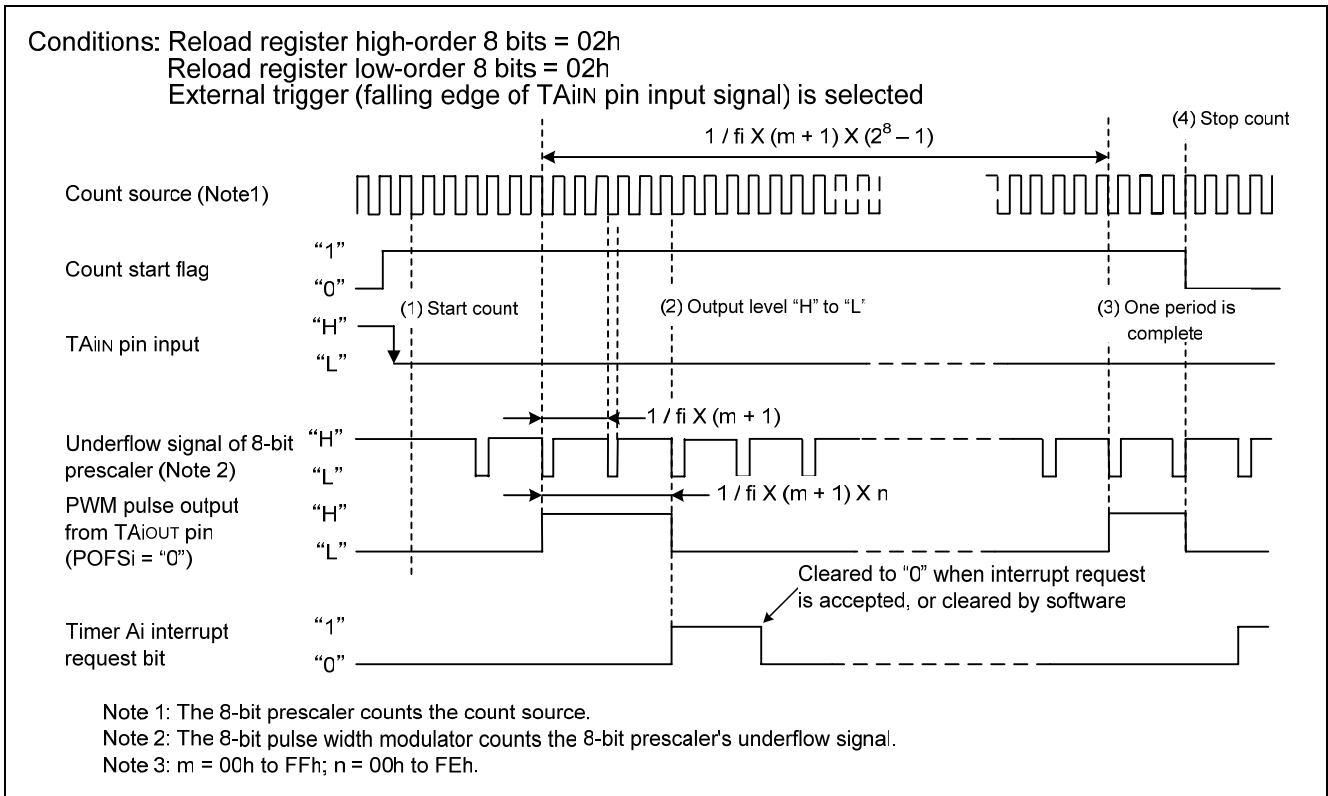 Conditions: Reload register high-order 8 bits = 02h
Reload register low-order 8 bits = 02h
External trigger (falling edge of TAiIN pin input signal) is selected
(4) Stop count
1 / fi X (m + 1) X (2⁸ – 1)
Count source (Note1)
Count start flag
“1”
“0”
(1) Start count
(2) Output level “H” to “L”
(3) One period is
complete
TAiIN pin input
“H”
“L”
1 / fi X (m + 1)
Underflow signal of 8-bit
prescaler (Note 2)
“H”
“L”
1 / fi X (m + 1) X n
PWM pulse output
from TAiOUT pin
(POFSi = “0”)
“H”
“L”
Cleared to “0” when interrupt request
is accepted, or cleared by software
Timer Ai interrupt
request bit
“1”
“0”
Note 1: The 8-bit prescaler counts the count source.
Note 2: The 8-bit pulse width modulator counts the 8-bit prescaler's underflow signal.
Note 3: m = 00h to FFh; n = 00h to FEh.